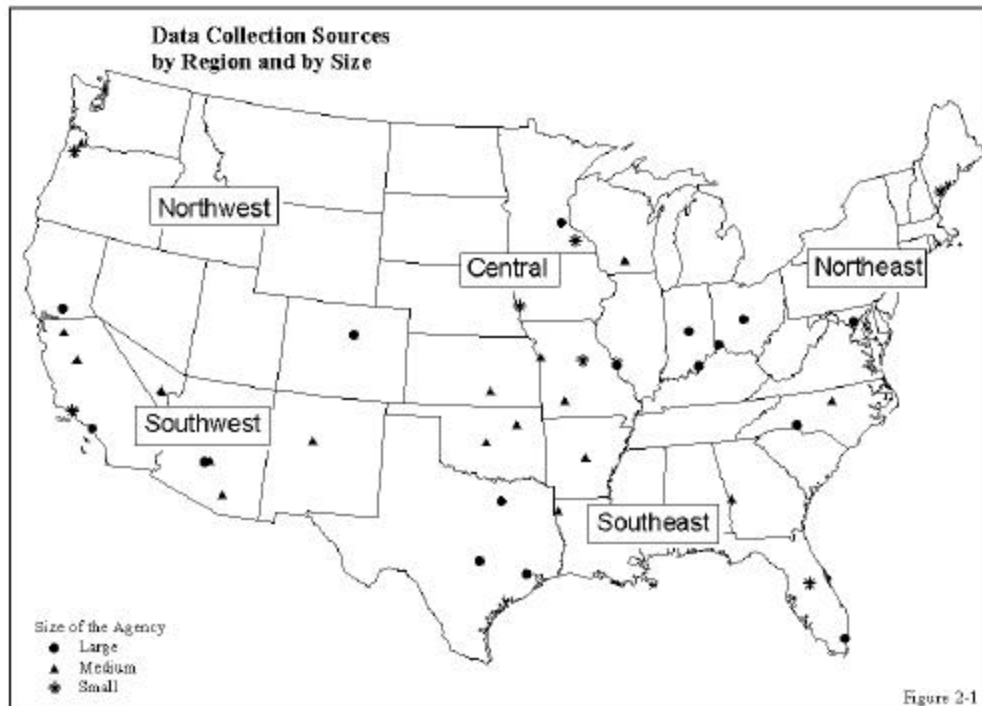 Data Collection Sources
by Region and by Size
Northwest
Central
Northeast
Southwest
Southeast
Size of the Agency
Large
Medium
Small
Figure 2-1